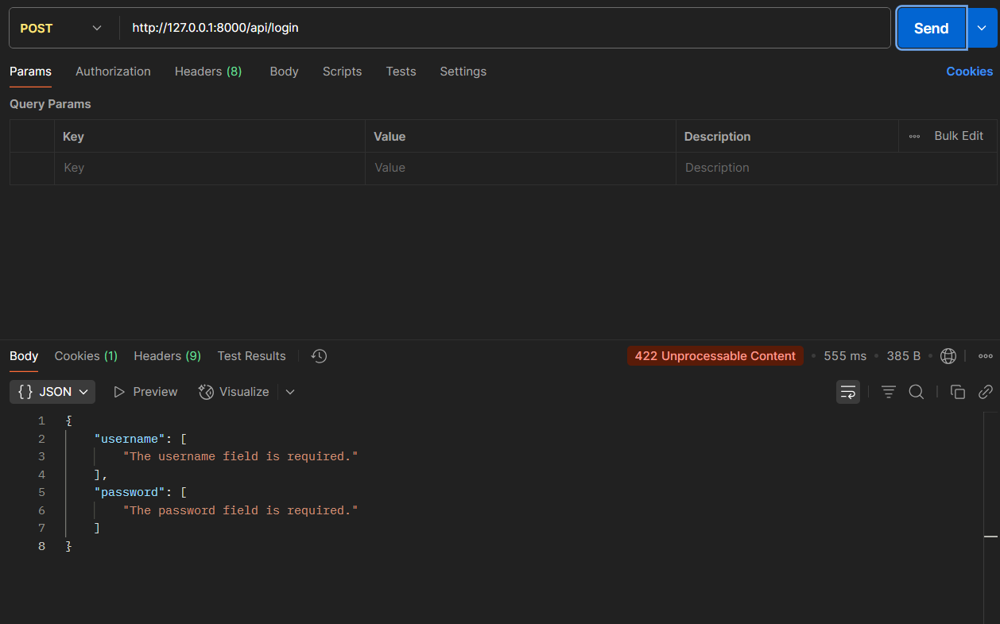 POST http://127.0.0.1:8000/api/login Send
Params Authorization Headers (8) Body Scripts Tests Settings Cookies
Query Params
Key Value Description Bulk Edit
Key Value Description
Body Cookies (1) Headers (9) Test Results 422 Unprocessable Content • 555 ms • 385 B •
{} JSON Preview Visualize
1 {
2 "username": [
3 "The username field is required."
4 ],
5 "password": [
6 "The password field is required."
7 ]
8 }